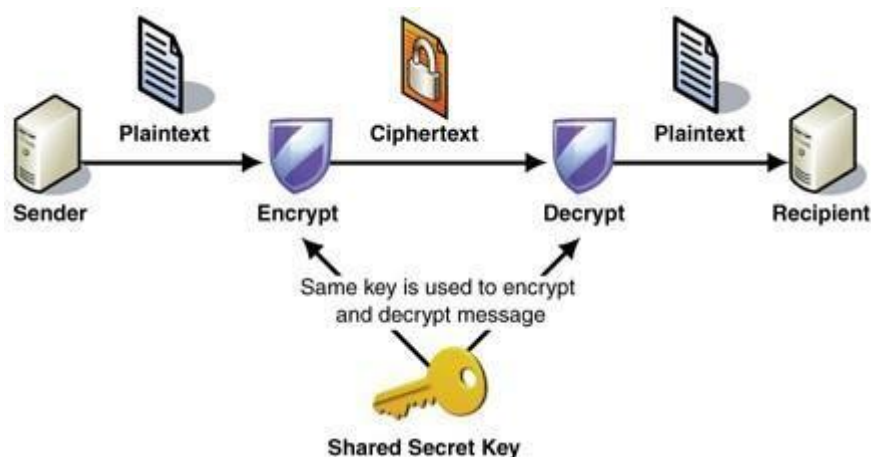 Plaintext
Ciphertext
Plaintext
Sender
Encrypt
Decrypt
Recipient
Same key is used to encrypt
and decrypt message
Shared Secret Key